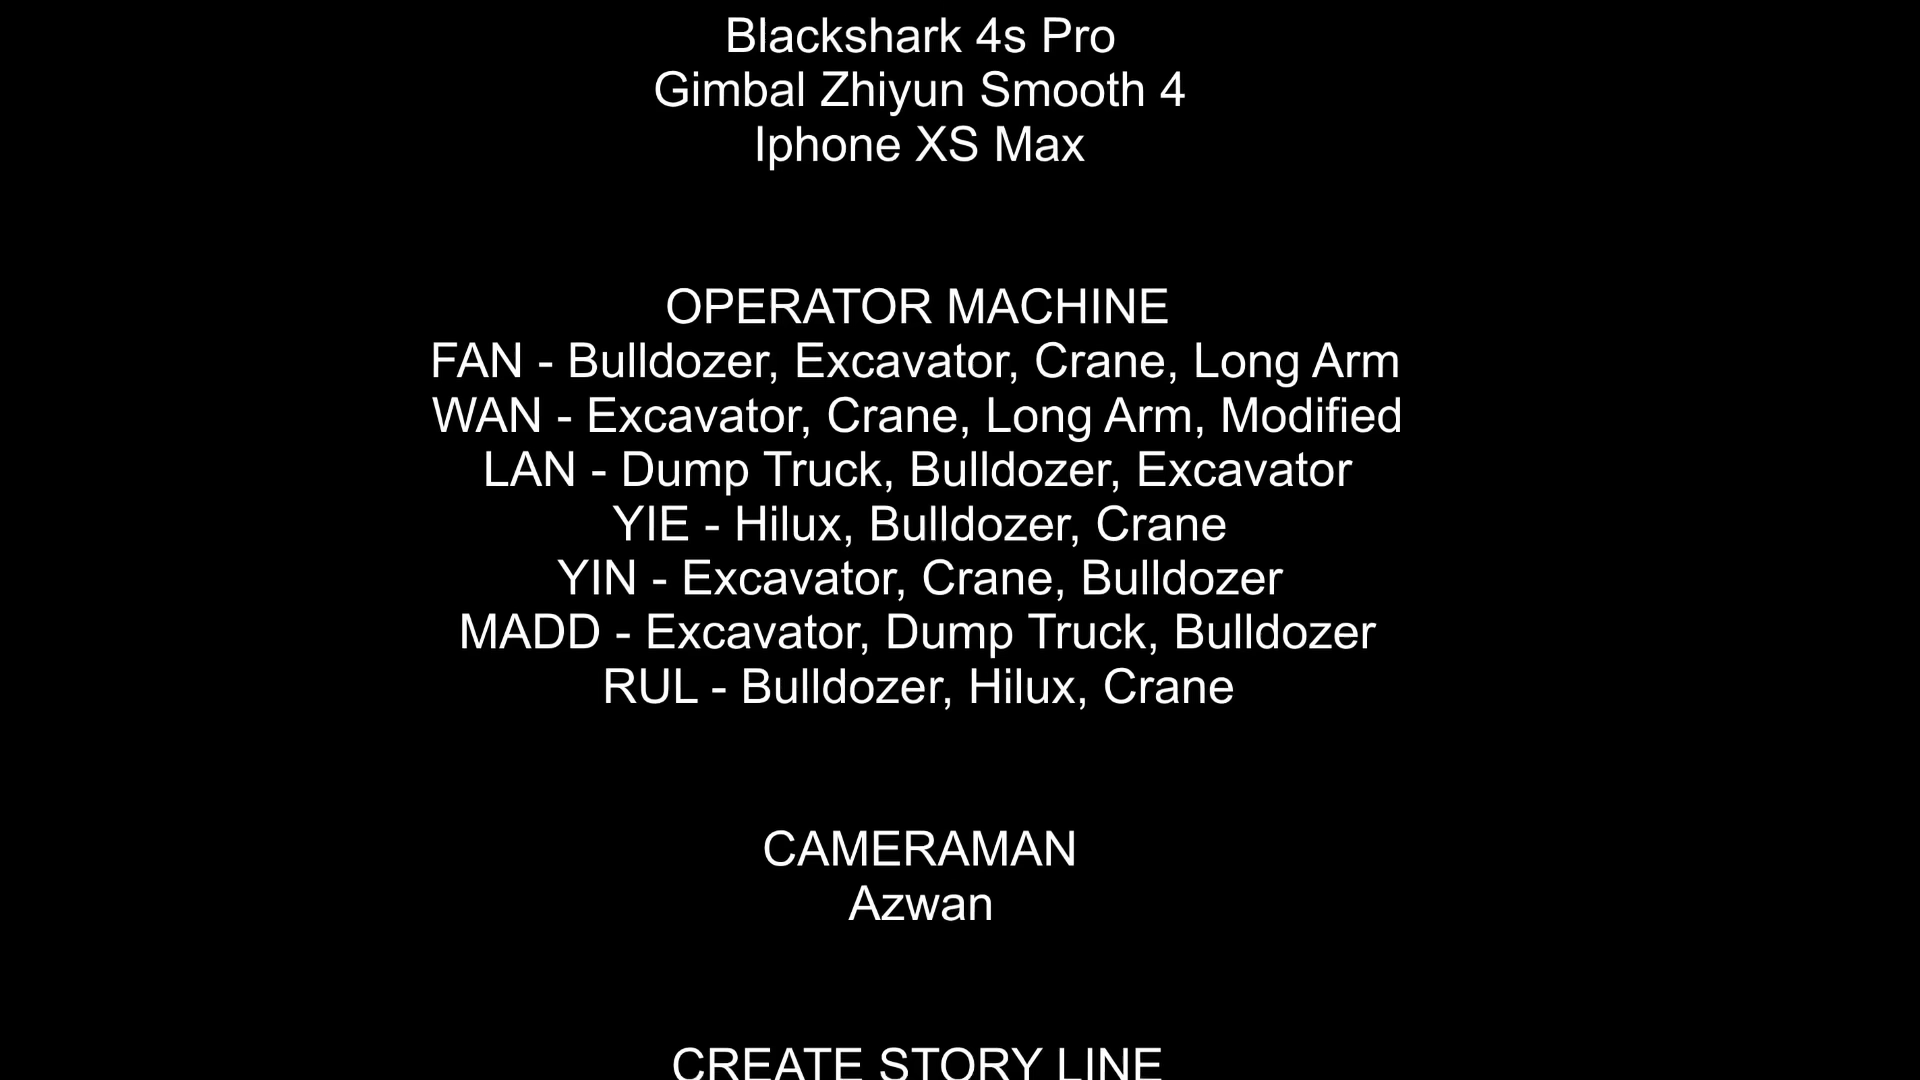 Blackshark 4s Pro
Gimbal Zhiyun Smooth 4
Iphone XS Max
OPERATOR MACHINE
FAN - Bulldozer, Excavator, Crane, Long Arm
WAN - Excavator, Crane, Long Arm, Modified
LAN - Dump Truck, Bulldozer, Excavator
YIE - Hilux, Bulldozer, Crane
YIN - Excavator, Crane, Bulldozer
MADD - Excavator, Dump Truck, Bulldozer
RUL - Bulldozer, Hilux, Crane
CAMERAMAN
Azwan
CREATE STORY LINE